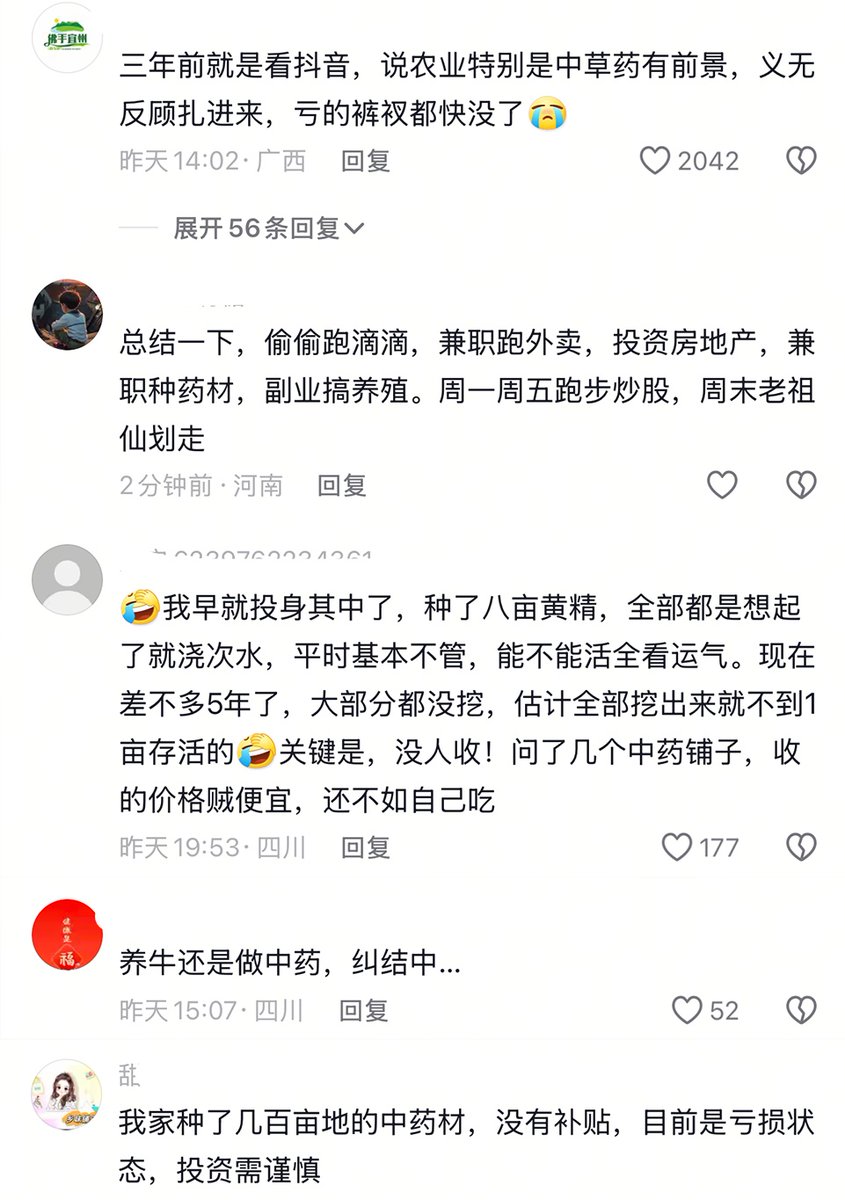 佛手宜州
三年前就是看抖音，说农业特别是中草药有前景，义无
反顾扎进来，亏的裤衩都快没了😭
昨天14:02·广西 回复 2042
展开56条回复
总结一下，偷偷跑滴滴，兼职跑外卖，投资房地产，兼
职种药材，副业搞养殖。周一周五跑步炒股，周末老祖
仙划走
2分钟前·河南 回复
🤣我早就投身其中了，种了八亩黄精，全部都是想起
了就浇次水，平时基本不管，能不能活全看运气。现在
差不多5年了，大部分都没挖，估计全部挖出来就不到1
亩存活的🤣关键是，没人收！问了几个中药铺子，收
的价格贼便宜，还不如自己吃
昨天19:53·四川 回复 177
福
养牛还是做中药，纠结中...
昨天15:07·四川 回复 52
我家种了几百亩地的中药材，没有补贴，目前是亏损状
态，投资需谨慎